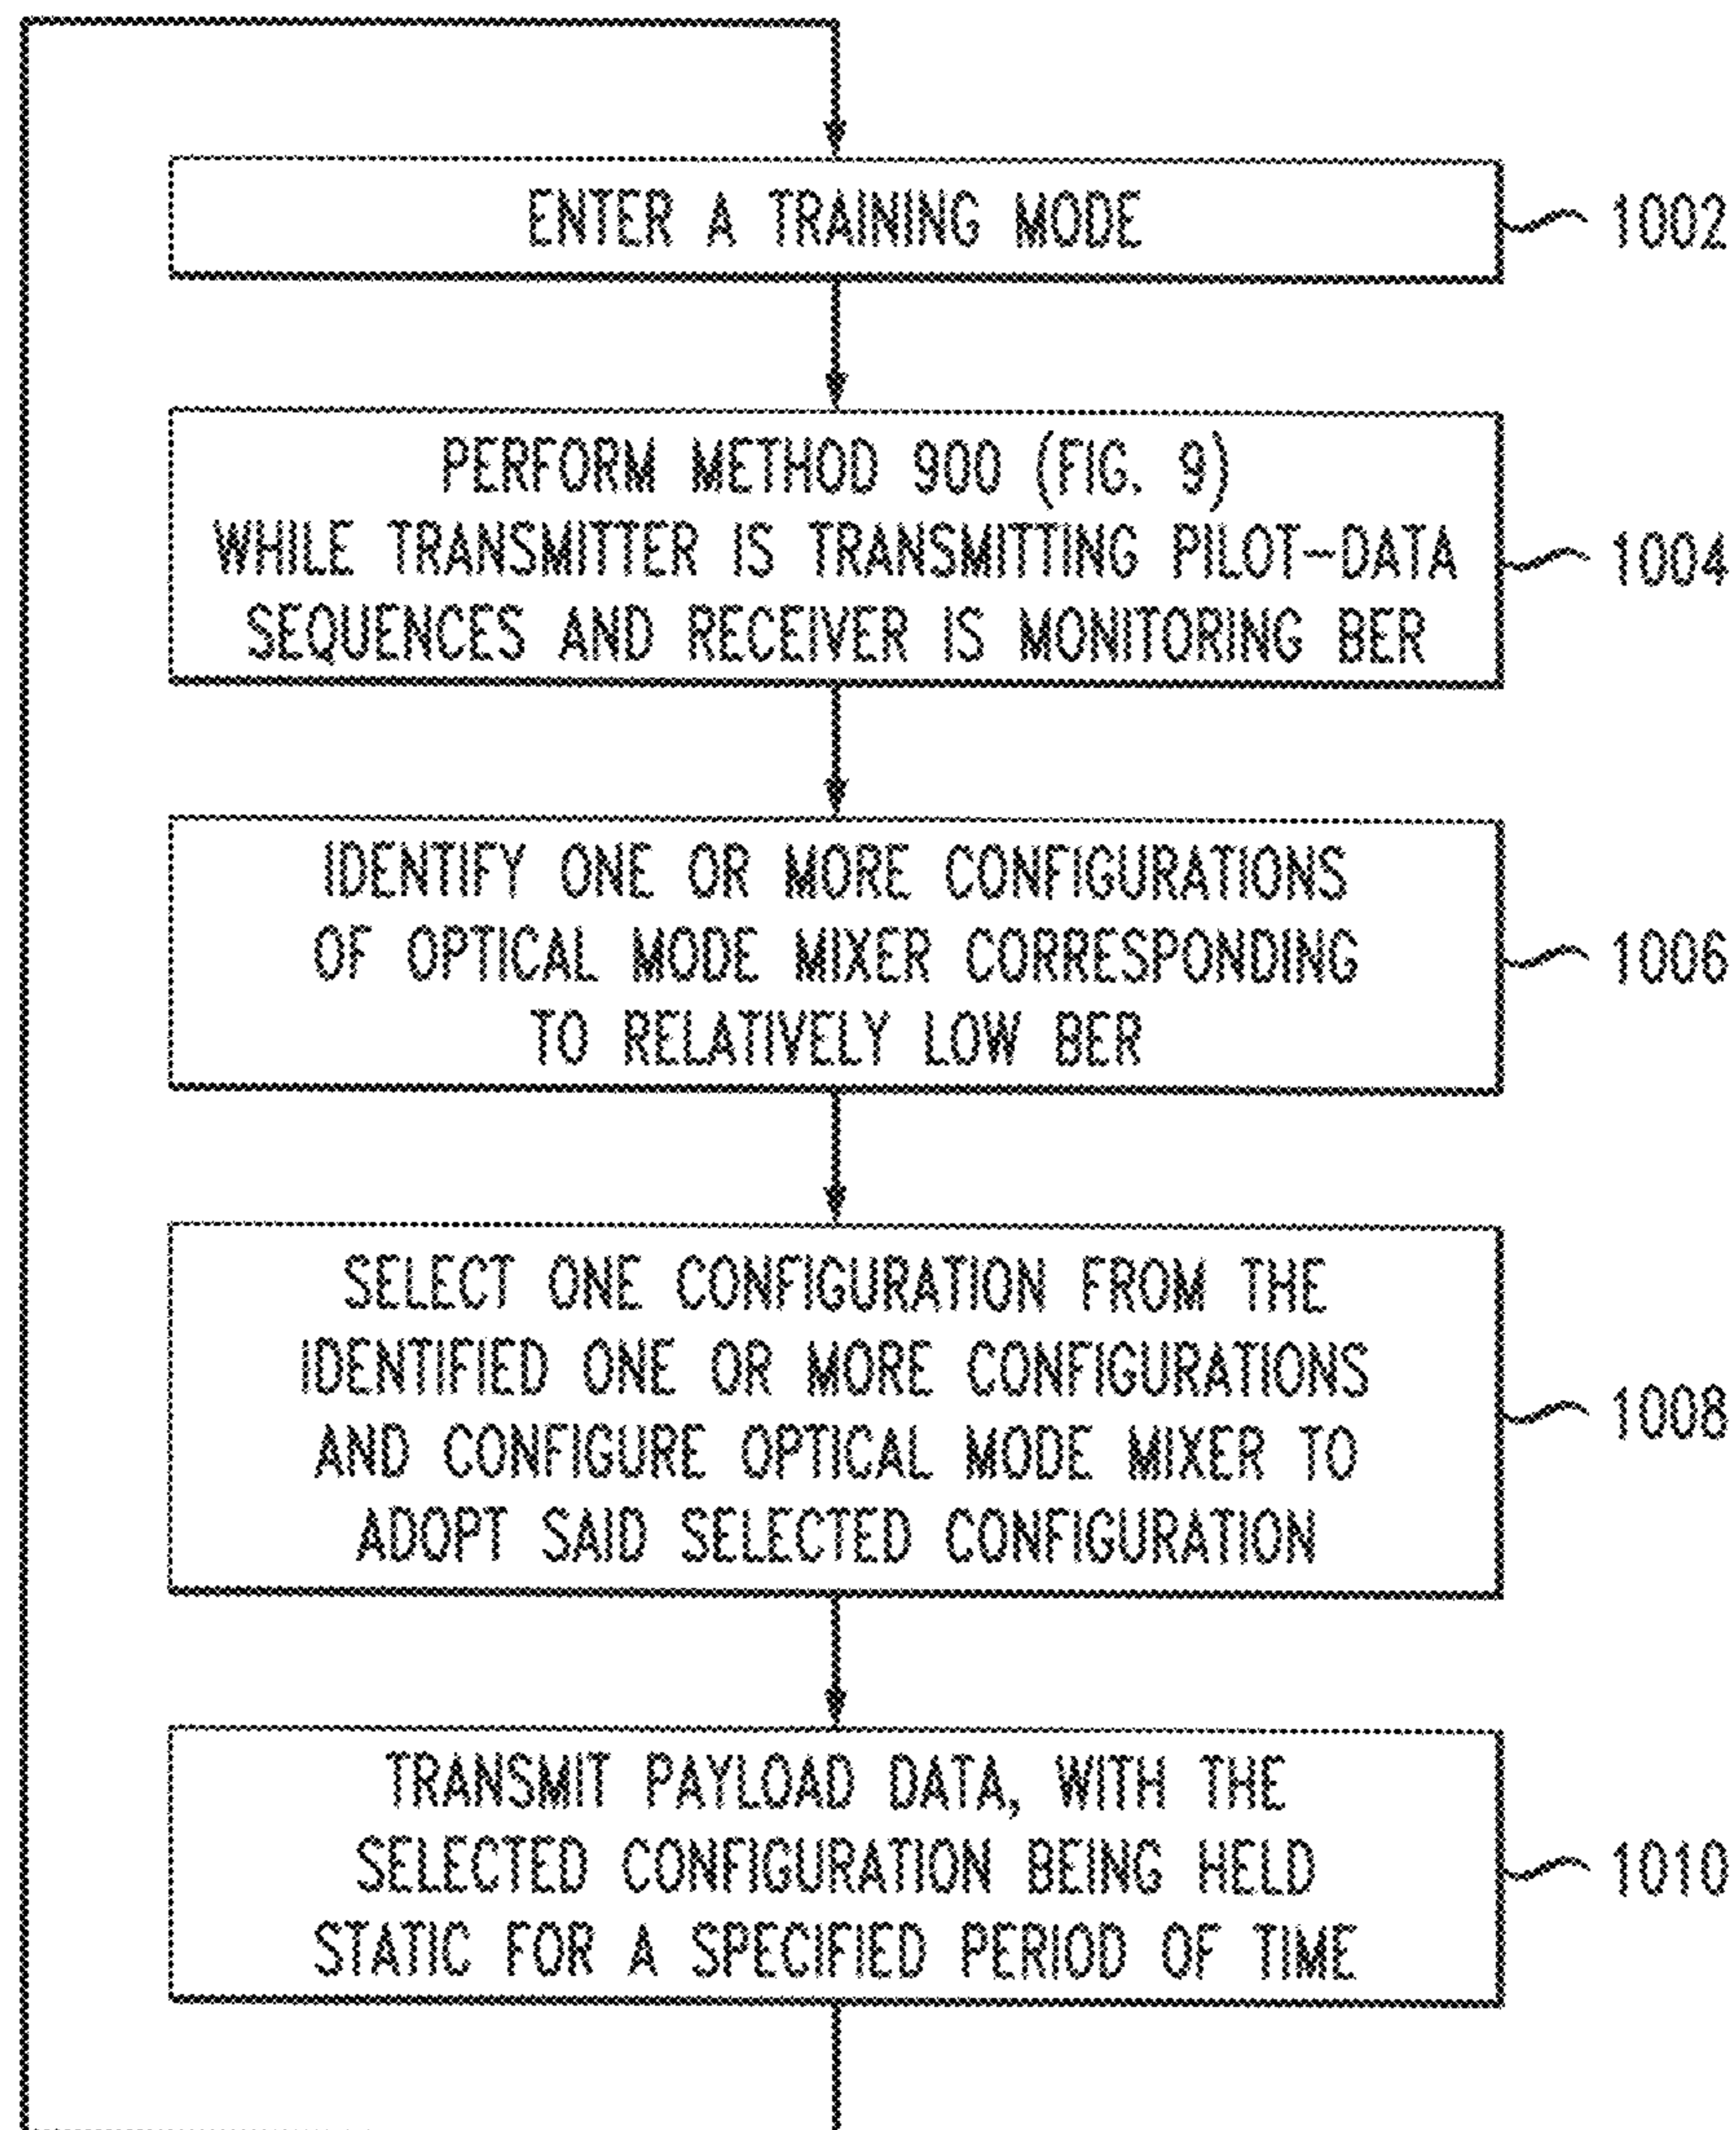 ENTER A TRAINING MODE
1002
PERFORM METHOD 900 (FIG. 9)
WHILE TRANSMITTER IS TRANSMITTING PILOT-DATA
SEQUENCES AND RECEIVER IS MONITORING BER
1004
IDENTIFY ONE OR MORE CONFIGURATIONS
OF OPTICAL MODE MIXER CORRESPONDING
TO RELATIVELY LOW BER
1006
SELECT ONE CONFIGURATION FROM THE
IDENTIFIED ONE OR MORE CONFIGURATIONS
AND CONFIGURE OPTICAL MODE MIXER TO
ADOPT SAID SELECTED CONFIGURATION
1008
TRANSMIT PAYLOAD DATA, WITH THE
SELECTED CONFIGURATION BEING HELD
STATIC FOR A SPECIFIED PERIOD OF TIME
1010